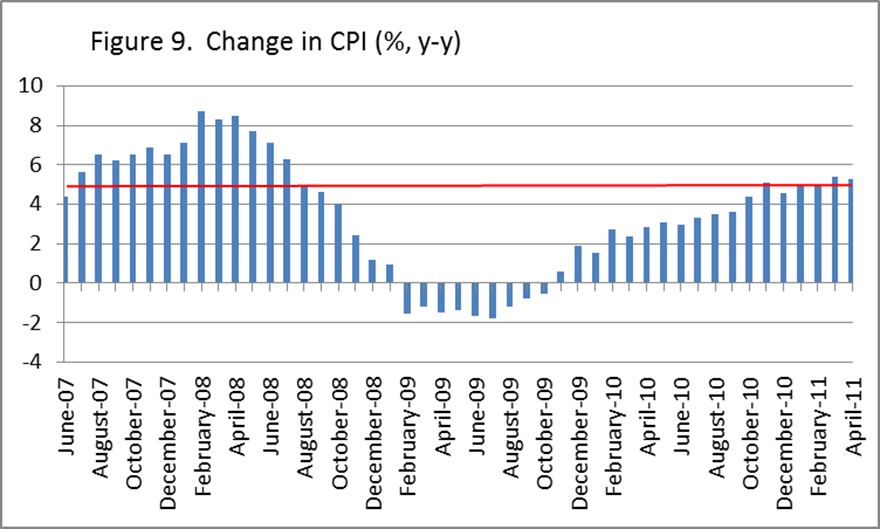 Figure 9.  Change in CPI (%, y-y)
10
8
6
4
2
0
-2
-4
June-07
August-07
October-07
December-07
February-08
April-08
June-08
August-08
October-08
December-08
February-09
April-09
June-09
August-09
October-09
December-09
February-10
April-10
June-10
August-10
October-10
December-10
February-11
April-11